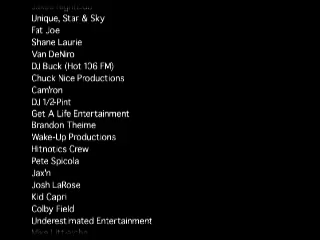 Unique, Star & Sky
Fat Joe
Shane Laurie
Van DeNiro
DJ Buck (Hot 106 FM)
Chuck Nice Productions
Cam'ron
DJ 1/2-Pint
Get A Life Entertainment
Brandon Theime
Wake-Up Productions
Hitnotics Crew
Pete Spicola
Jax'n
Josh LaRose
Kid Capri
Colby Field
Underestimated Entertainment